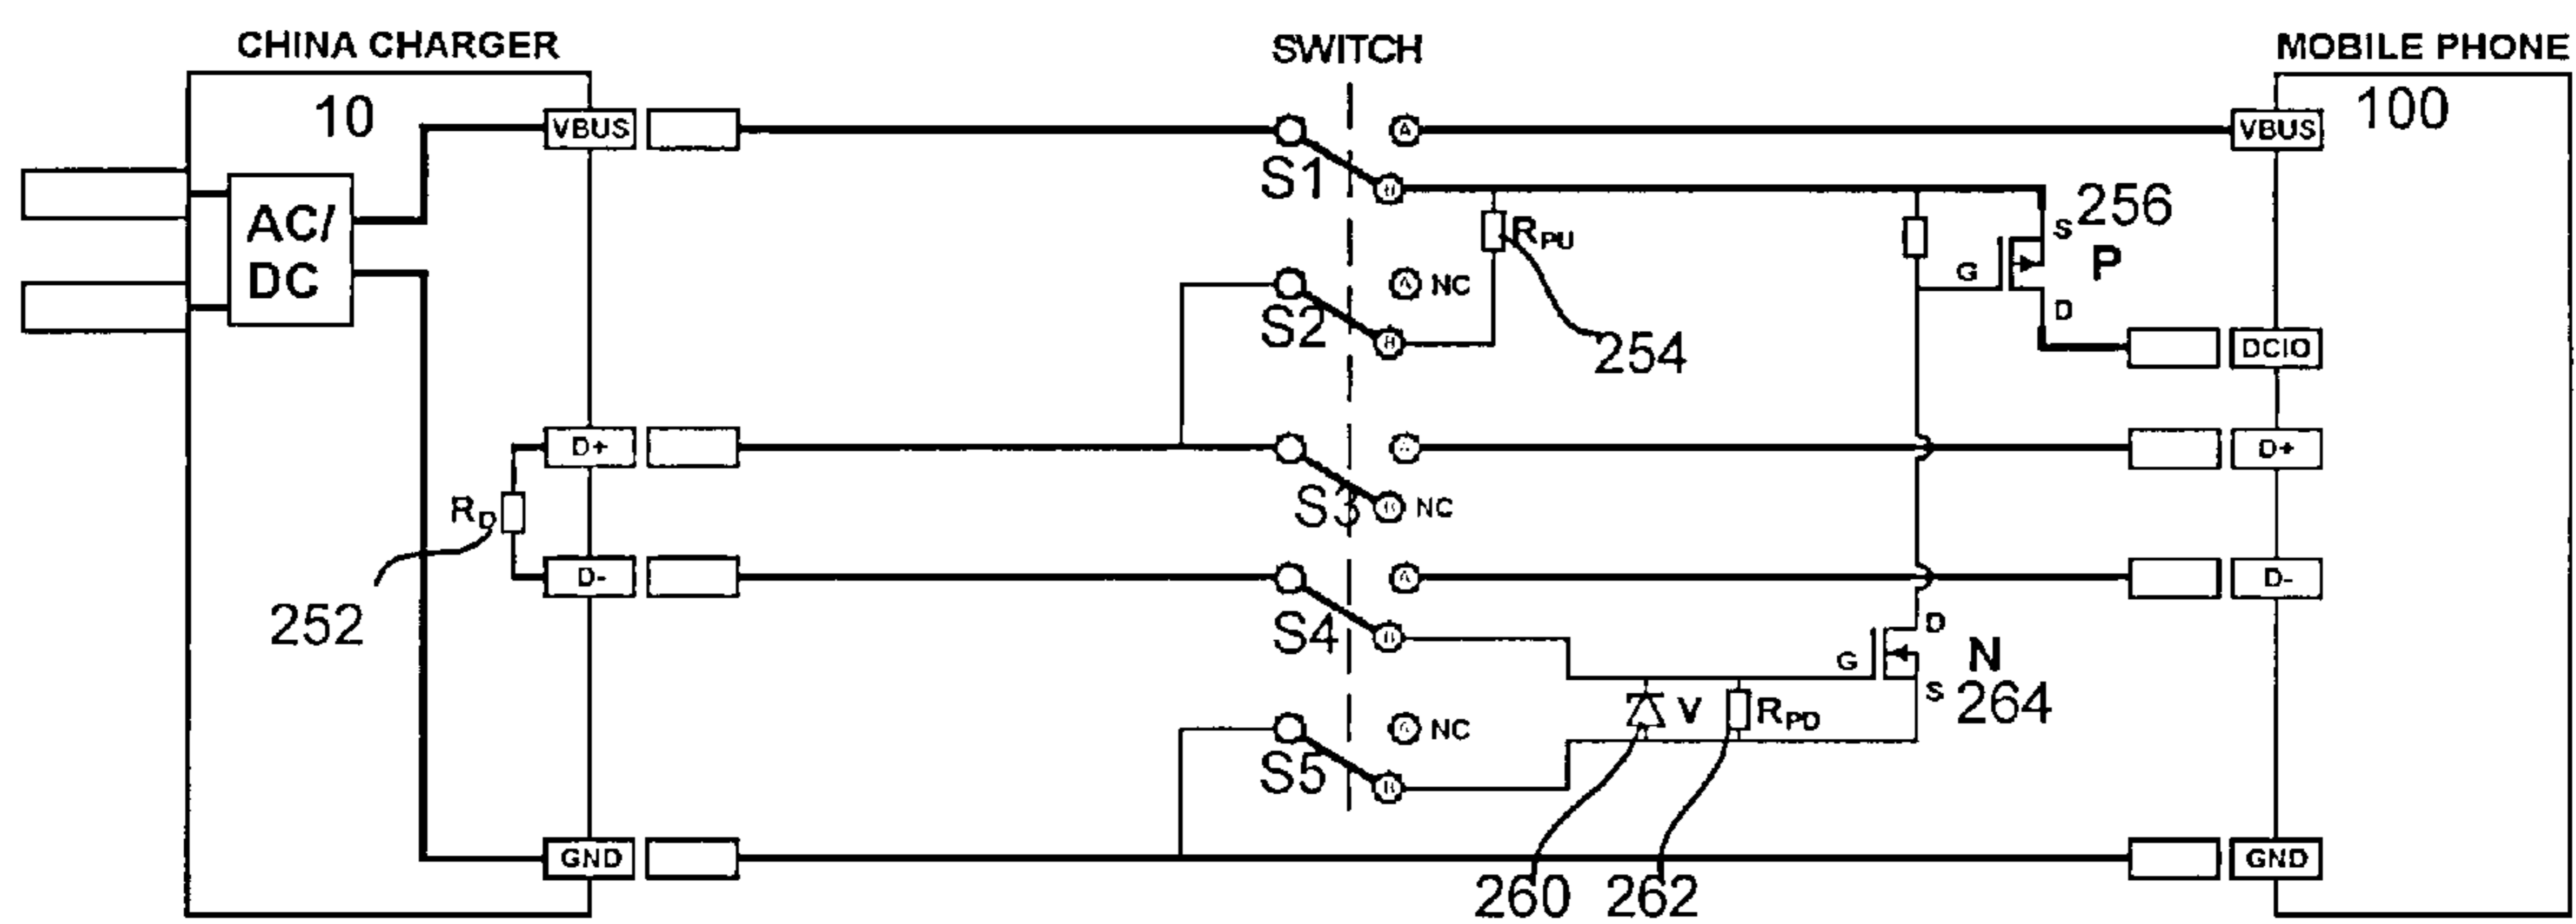 CHINA CHARGER
SWITCH
MOBILE PHONE
10
VBUS
A
VBUS
100
S1
B
AC/
DC
RPU
S
256
G
P
D
A NC
S2
B
254
DCIO
D+
A
D+
RD
S3
B NC
D-
A
D-
252
S4
B
D
G
N
S
264
A NC
V
RPD
S5
B
GND
GND
260
262